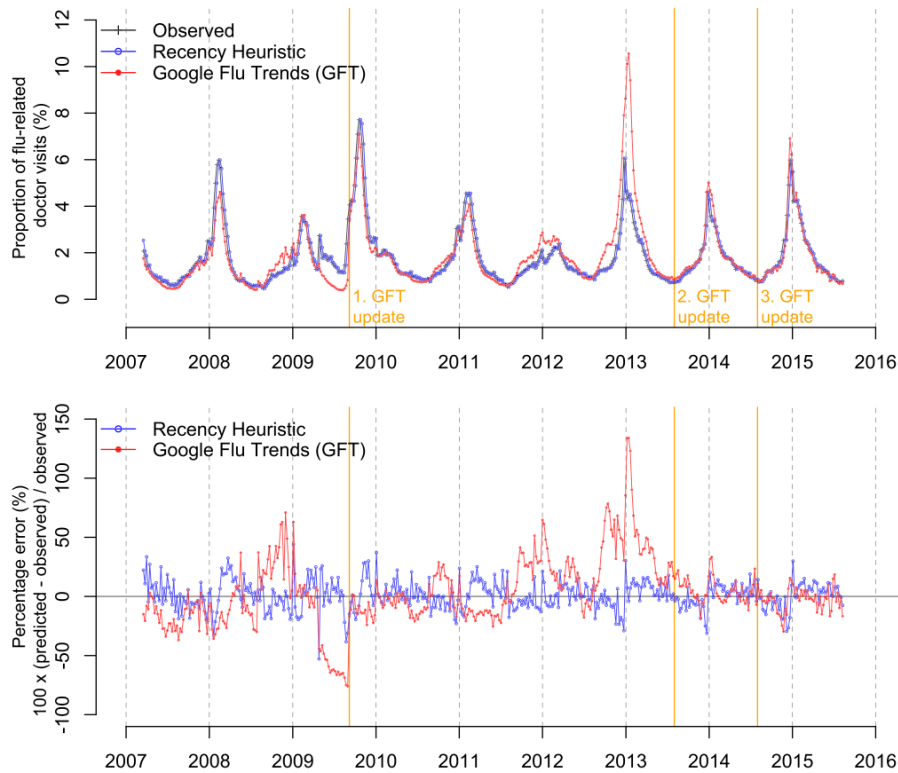 Proportion of flu-related
doctor visits (%)
12
10
8
6
4
2
0
Observed
Recency Heuristic
Google Flu Trends (GFT)
1. GFT
update
2. GFT
update
3. GFT
update
2007 2008 2009 2010 2011 2012 2013 2014 2015 2016
Percentage error (%)
100 x (predicted - observed) / observed
150
100
50
0
-50
-100
Recency Heuristic
Google Flu Trends (GFT)
2007 2008 2009 2010 2011 2012 2013 2014 2015 2016